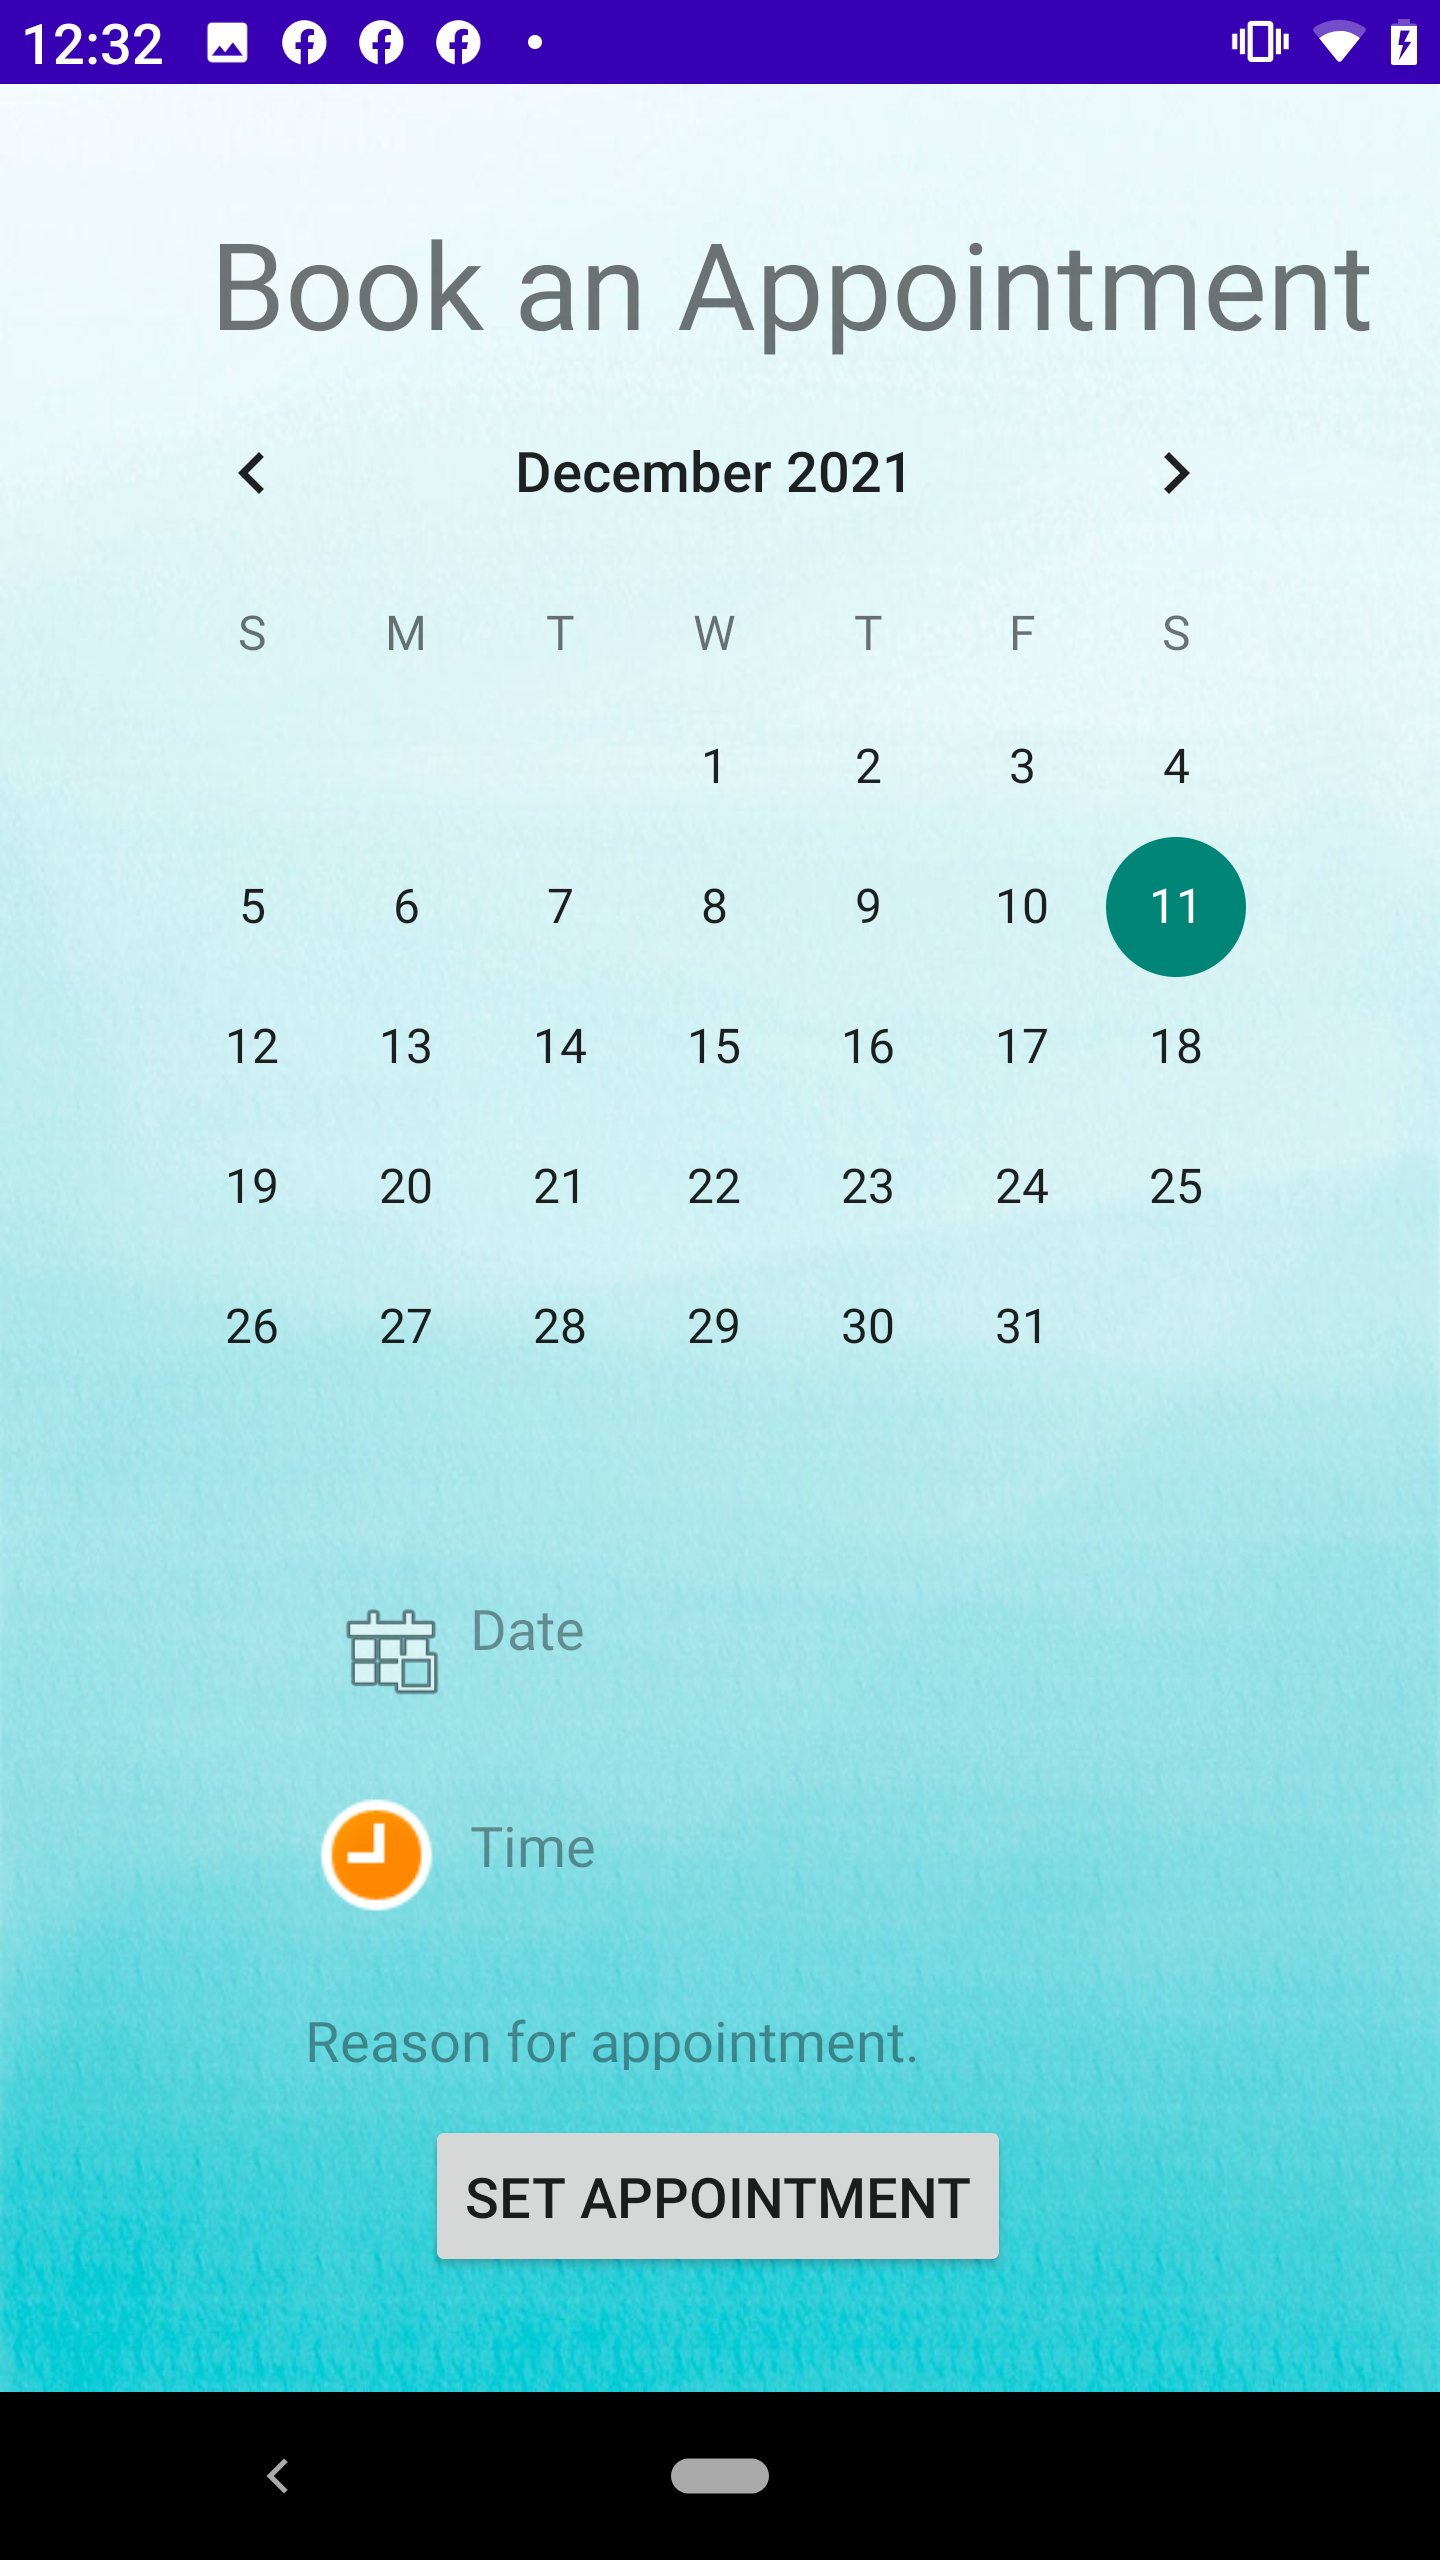 12:32
Book an Appointment
December 2021
S M T W T F S
1 2 3 4
5 6 7 8 9 10 11
12 13 14 15 16 17 18
19 20 21 22 23 24 25
26 27 28 29 30 31
Date
Time
Reason for appointment.
SET APPOINTMENT